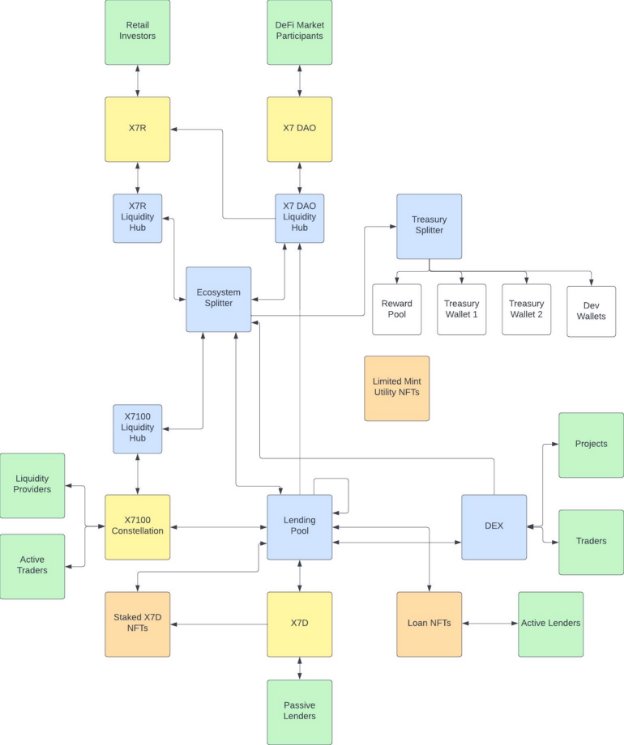 Retail
Investors
DeFi Market
Participants
X7R
X7 DAO
X7R
Liquidity
Hub
X7 DAO
Liquidity
Hub
Treasury
Splitter
Ecosystem
Splitter
Reward
Pool
Treasury
Wallet 1
Treasury
Wallet 2
Dev
Wallets
Limited Mint
Utility NFTs
X7100
Liquidity
Hub
Projects
Liquidity
Providers
X7100
Constellation
Lending
Pool
DEX
Traders
Active
Traders
Staked X7D
NFTs
X7D
Loan NFTs
Active Lenders
Passive
Lenders